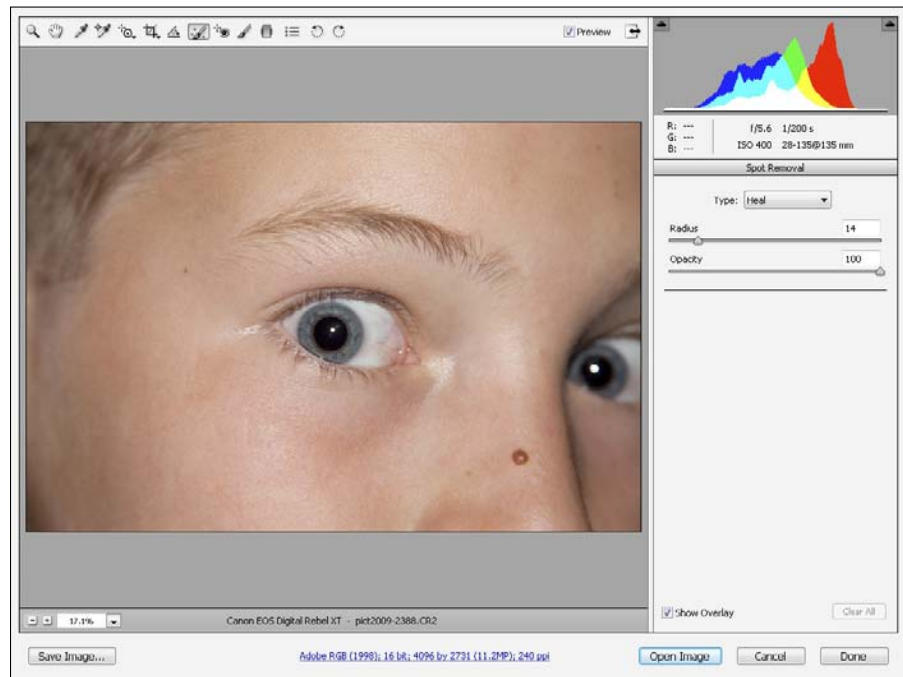 Preview
R: ---
G: ---
B: ---
f/5.6 1/200 s
ISO 400 28-135@135 mm
Spot Removal
Type: Heal
Radius 14
Opacity 100
Show Overlay
Clear All
17.1%
Canon EOS Digital Rebel XT - pict2009-2388.CR2
Save Image...
Adobe RGB (1998); 16 bit; 4096 by 2731 (11.2MP); 240 ppi
Open Image
Cancel
Done